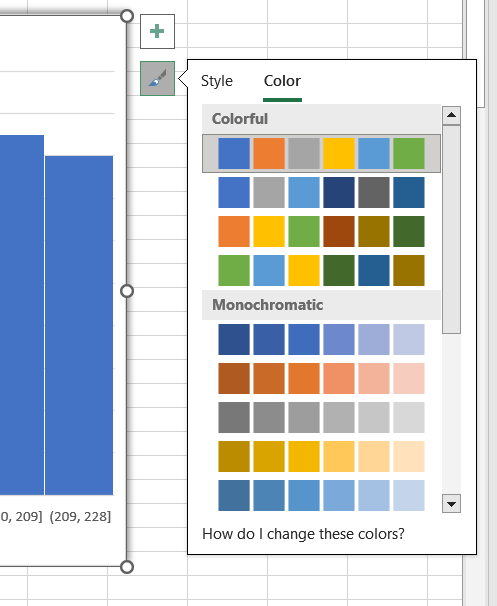 Style Color
Colorful
Monochromatic
0, 209] (209, 228]
How do I change these colors?